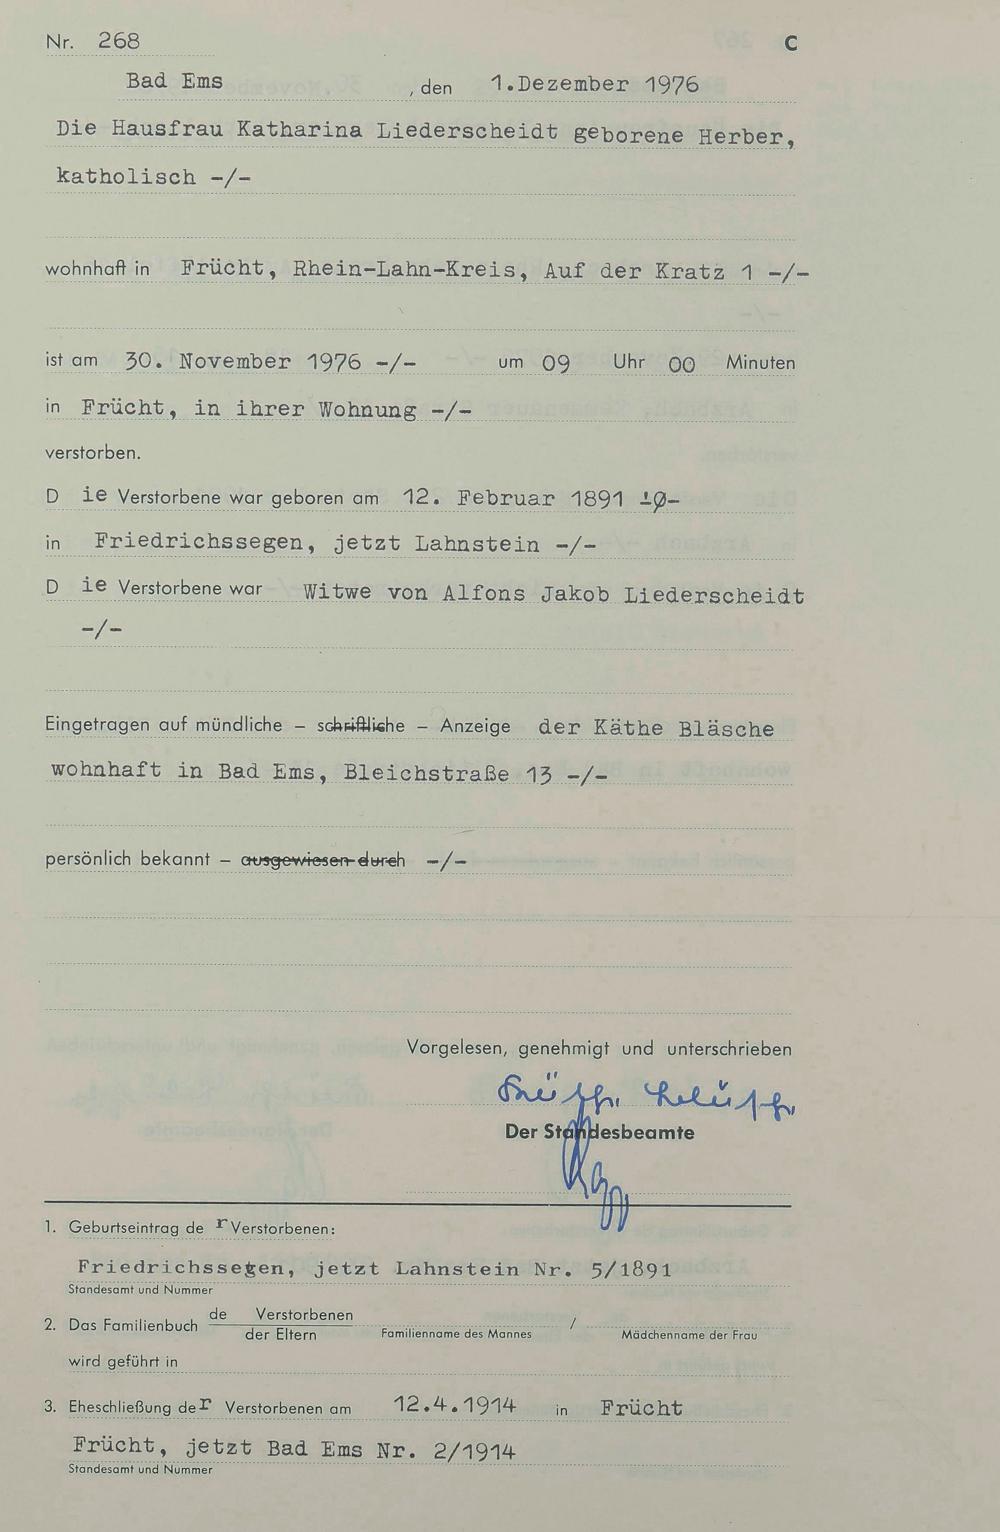 Nr. 268 C
Bad Ems , den 1.Dezember 1976
Die Hausfrau Katharina Liederscheidt geborene Herber,
katholisch -/-
wohnhaft in Frücht, Rhein-Lahn-Kreis, Auf der Kratz 1 -/-
ist am 30. November 1976 -/- um 09 Uhr 00 Minuten
in Frücht, in ihrer Wohnung -/-
verstorben.
D ie Verstorbene war geboren am 12. Februar 1891
in Friedrichssegen, jetzt Lahnstein -/-
D ie Verstorbene war Witwe von Alfons Jakob Liederscheidt
-/-
Eingetragen auf mündliche – schriftliche – Anzeige der Käthe Bläsche
wohnhaft in Bad Ems, Bleichstraße 13 -/-
persönlich bekannt – ausgewiesen durch -/-
Vorgelesen, genehmigt und unterschrieben
Käthe Bläsche
Der Standesbeamte
1. Geburtseintrag de r Verstorbenen:
Friedrichssegen, jetzt Lahnstein Nr. 5/1891
Standesamt und Nummer
2. Das Familienbuch de Verstorbenen /
der Eltern Familienname des Mannes Mädchenname der Frau
wird geführt in
3. Eheschließung der Verstorbenen am 12.4.1914 in Frücht
Frücht, jetzt Bad Ems Nr. 2/1914
Standesamt und Nummer